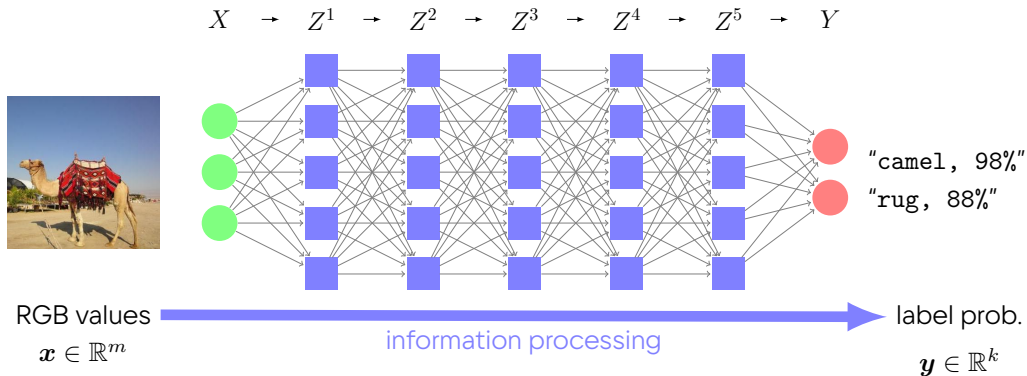 X → Z¹ → Z² → Z³ → Z⁴ → Z⁵ → Y
“camel, 98%”
“rug, 88%”
RGB values
label prob.
information processing
x ∈ ℝᵐ
y ∈ ℝᵏ